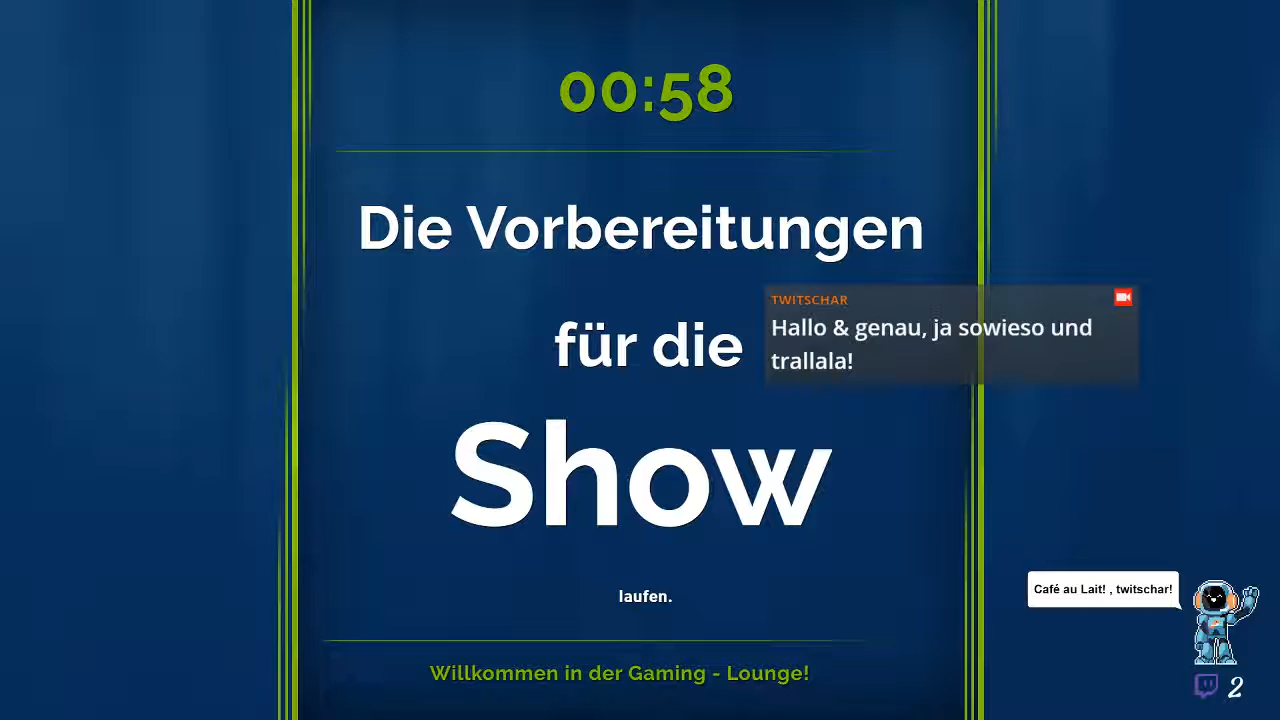 00:58
Die Vorbereitungen
für die
TWITSCHAR
Hallo & genau, ja sowieso und
trallala!
Show
Café au Lait! , twitschar!
laufen.
Willkommen in der Gaming - Lounge!
2